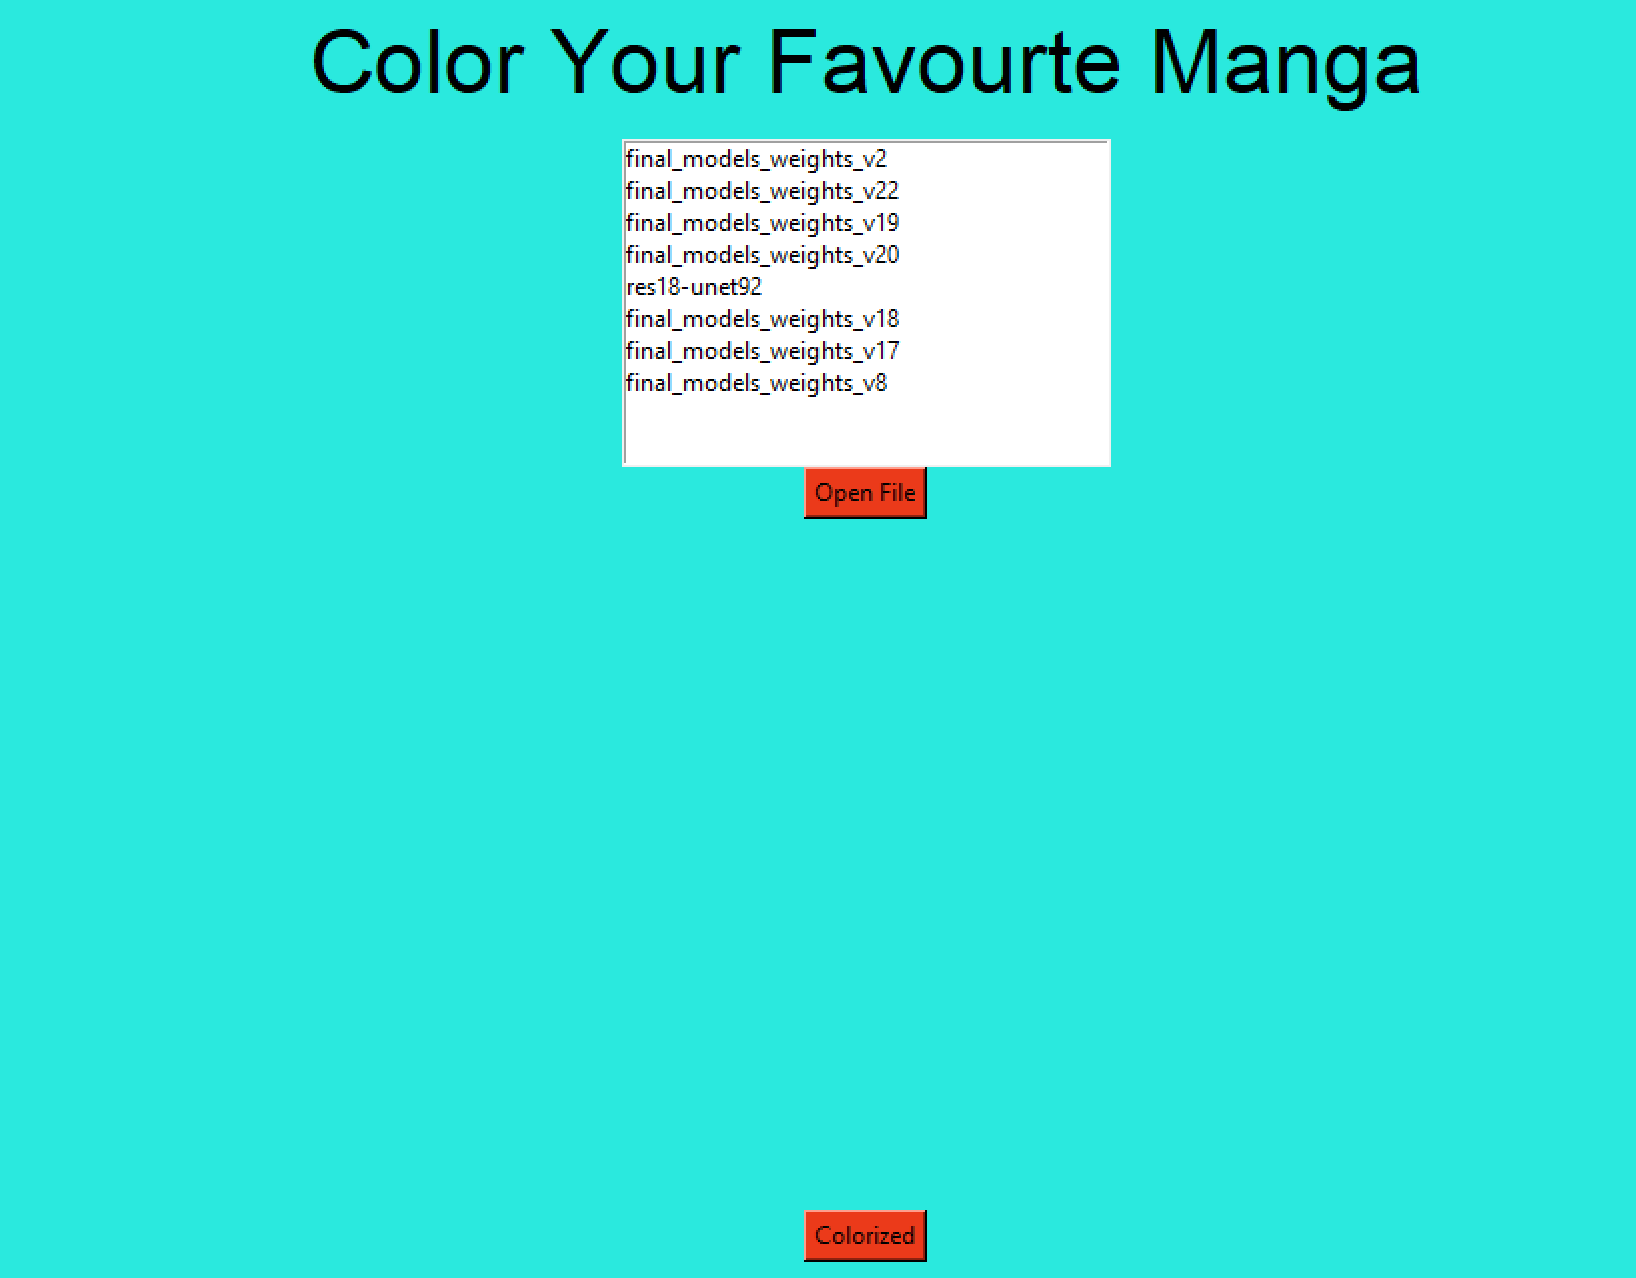 Color Your Favourte Manga
final_models_weights_v2
final_models_weights_v22
final_models_weights_v19
final_models_weights_v20
res18-unet92
final_models_weights_v18
final_models_weights_v17
final_models_weights_v8
Open File
Colorized